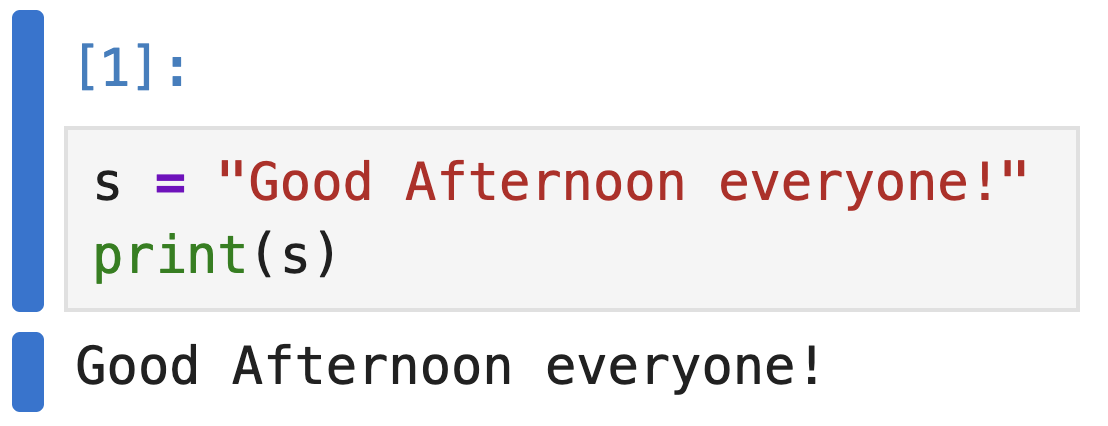 [1]:
s = "Good Afternoon everyone!"
print(s)
Good Afternoon everyone!